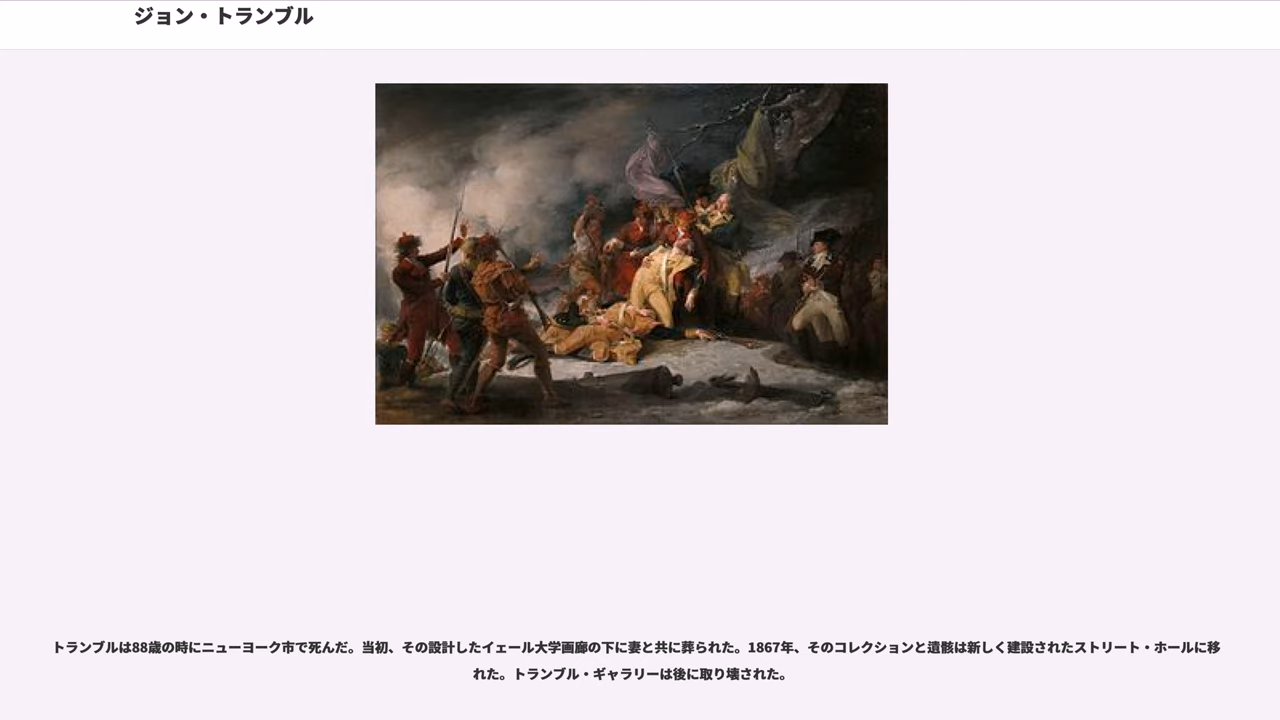 ジョン・トランブル
トランブルは88歳の時にニューヨーク市で死んだ。当初、その設計したイェール大学画廊の下に妻と共に葬られた。1867年、そのコレクションと遺骸は新しく建設されたストリート・ホールに移
れた。トランブル・ギャラリーは後に取り壊された。